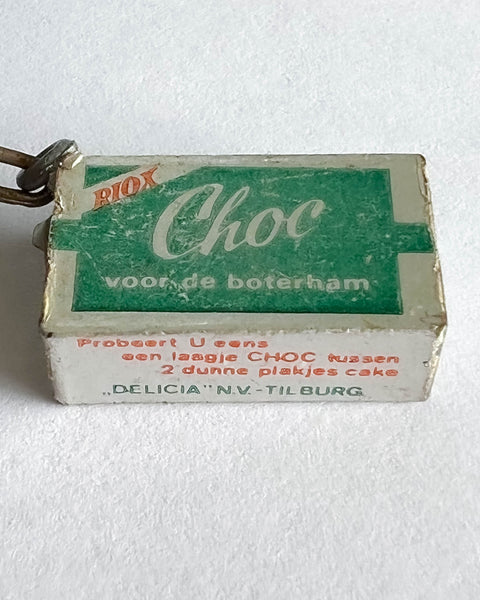 RIOX
Choc
voor de boterham
Probeert U eens
een laagje CHOC tussen
2 dunne plakjes cake
„DELICIA" N.V.-TILBURG